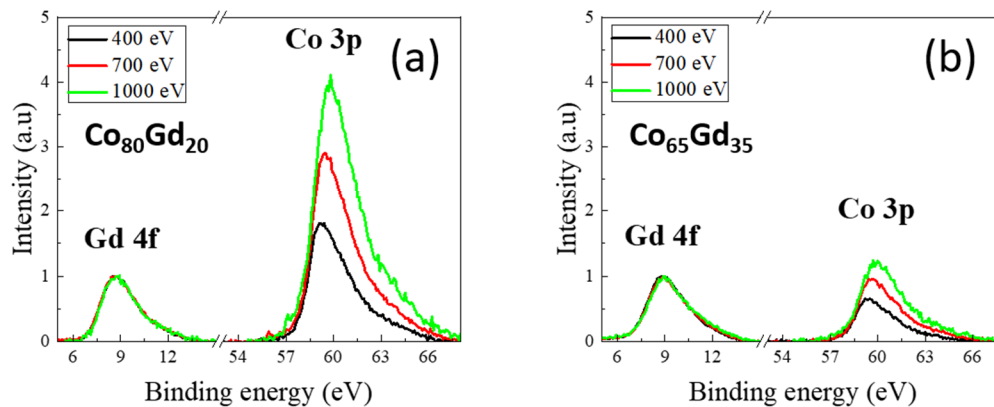 5
4
3
2
1
0
Intensity (a.u)
400 eV
700 eV
1000 eV
Co 3p
(a)
Co₈₀Gd₂₀
Gd 4f
6 9 12 54 57 60 63 66
Binding energy (eV)
5
4
3
2
1
0
Intensity (a.u)
400 eV
700 eV
1000 eV
(b)
Co₆₅Gd₃₅
Gd 4f
Co 3p
6 9 12 54 57 60 63 66
Binding energy (eV)